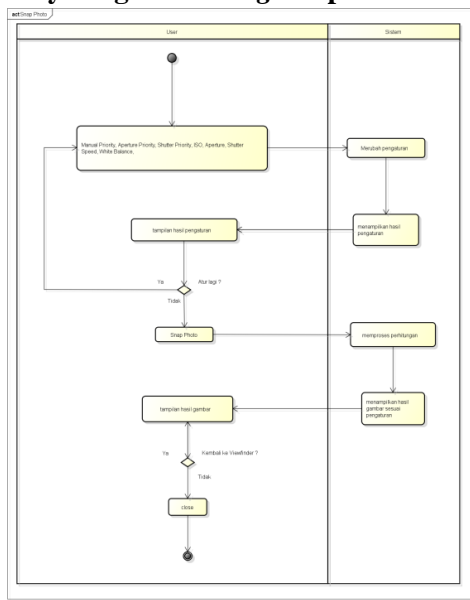 act Snap Photo
User
Sistem
Manual Priority, Aperture Priority, Shutter Priority, ISO, Aperture, Shutter
Speed, White Balance,
Merubah pengaturan
menampilkan hasil
pengaturan
tampilan hasil pengaturan
Ya
Atur lagi ?
Tidak
Snap Photo
memproses perhitungan
menampilkan hasil
gambar sesuai
pengaturan
tampilan hasil gambar
Ya
Kembali ke Viewfinder ?
Tidak
close